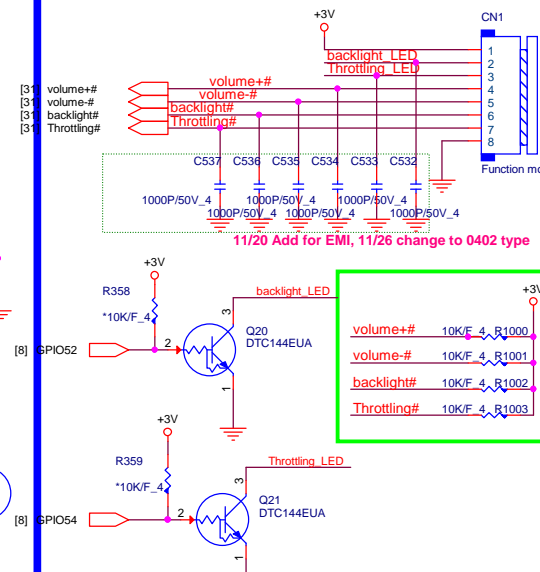 +3V
CN1
backlight_LED
Throttling_LED
1
2
3
4
5
6
7
8
[31] volume+#
[31] volume-#
[31] backlight#
[31] Throttling#
volume+#
volume-#
backlight#
Throttling#
C537 C536 C535 C534 C533 C532
1000P/50V_4 1000P/50V_4 1000P/50V_4
1000P/50V_4 1000P/50V_4 1000P/50V_4
Function mo
11/20 Add for EMI, 11/26 change to 0402 type
+3V
R358
*10K/F_4
[8] GPIO52
2
3
1
backlight_LED
Q20
DTC144EUA
+3V
volume+# 10K/F_4 R1000
volume-# 10K/F_4 R1001
backlight# 10K/F_4 R1002
Throttling# 10K/F_4 R1003
+3V
R359
*10K/F_4
[8] GPIO54
2
3
1
Throttling_LED
Q21
DTC144EUA